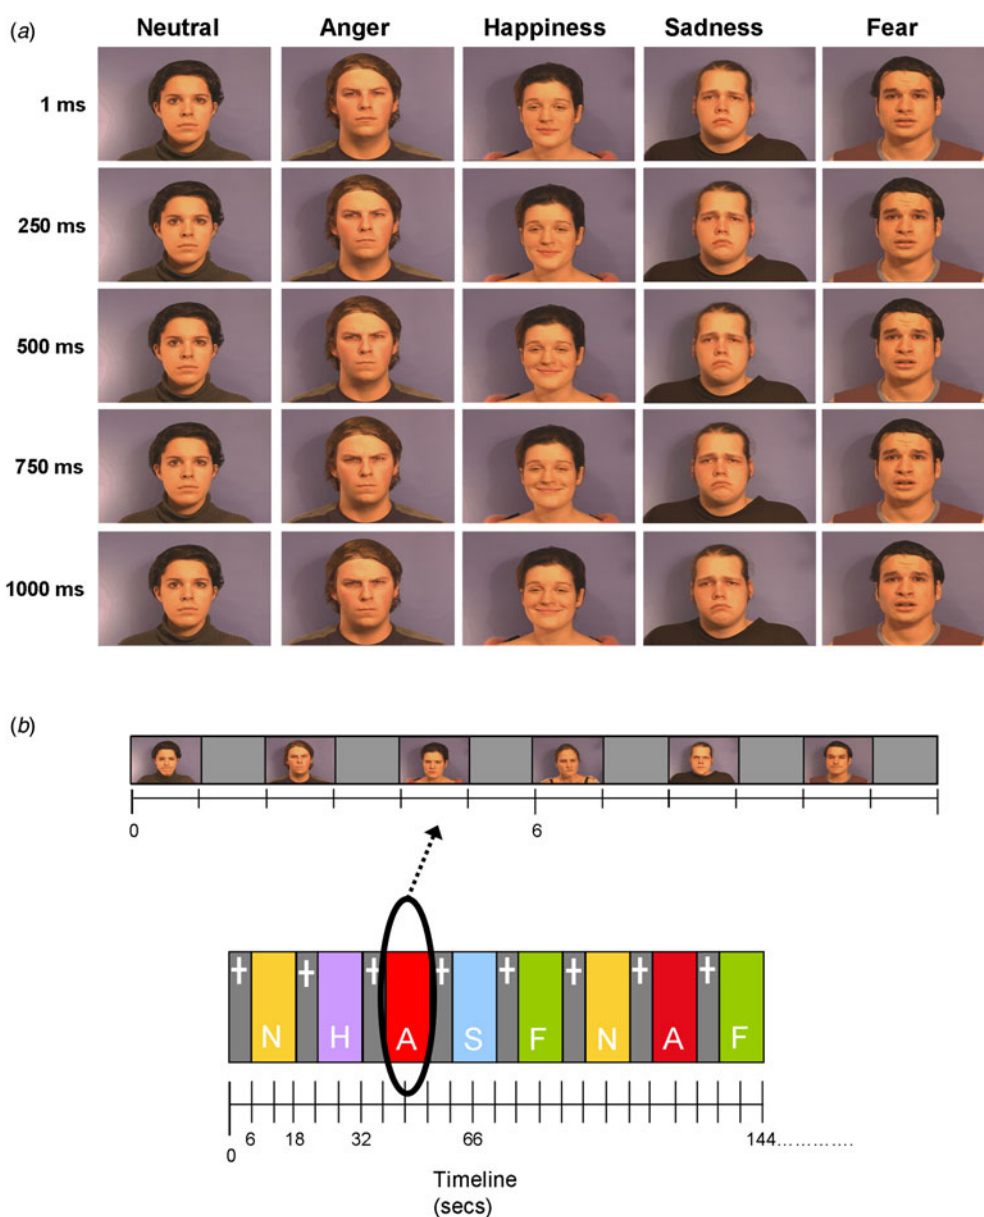 (a)
Neutral Anger Happiness Sadness Fear
1 ms
250 ms
500 ms
750 ms
1000 ms
(b)
0 6
N H A S F N A F
6 18 32 66 144.............
0
Timeline
(secs)